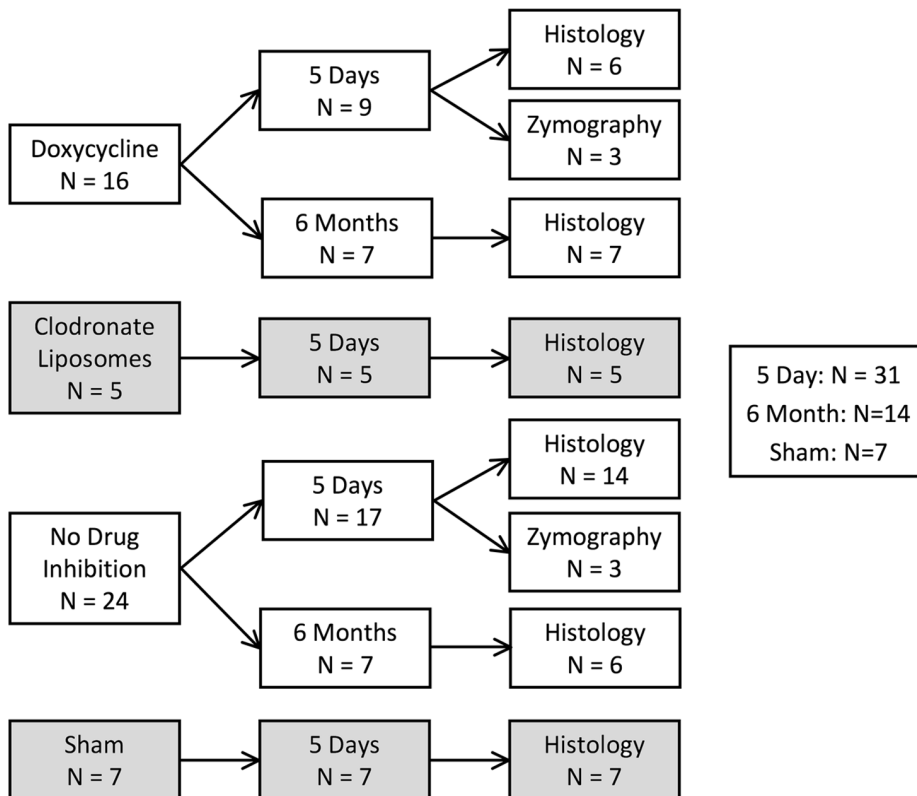 Doxycycline
N = 16
5 Days
N = 9
Histology
N = 6
Zymography
N = 3
6 Months
N = 7
Histology
N = 7
Clodronate
Liposomes
N = 5
5 Days
N = 5
Histology
N = 5
No Drug
Inhibition
N = 24
5 Days
N = 17
Histology
N = 14
Zymography
N = 3
6 Months
N = 7
Histology
N = 6
Sham
N = 7
5 Days
N = 7
Histology
N = 7
5 Day: N = 31
6 Month: N=14
Sham: N=7